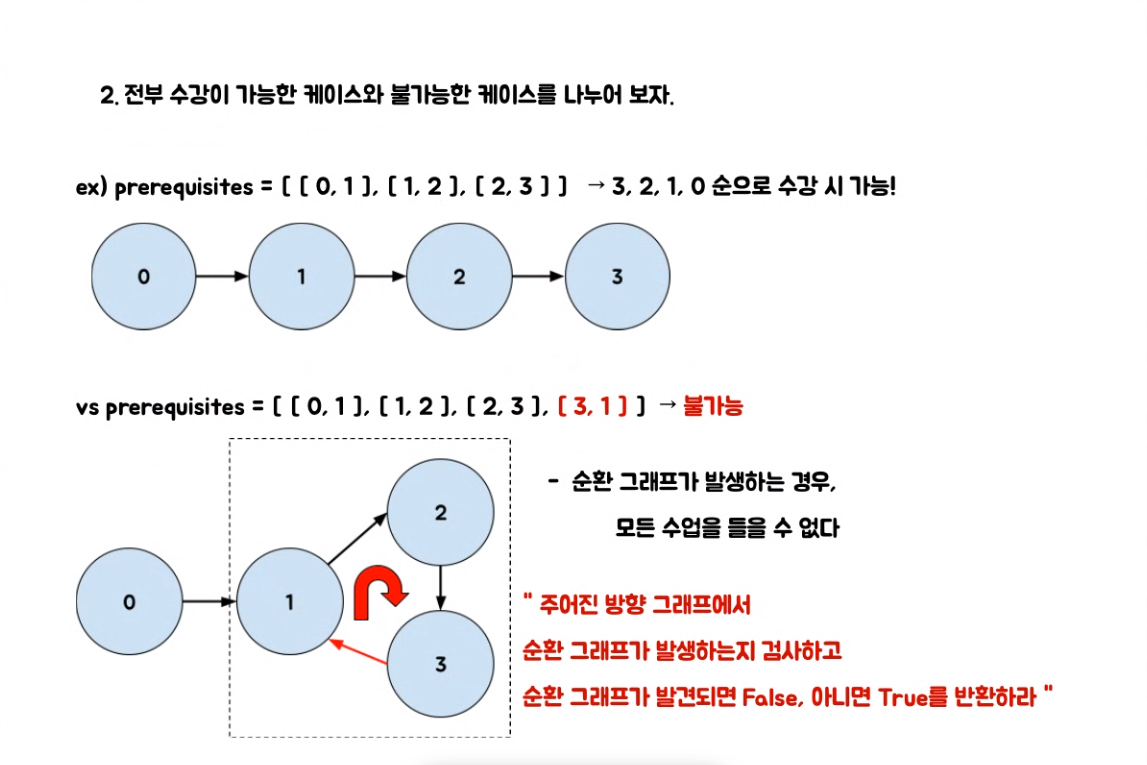 2. 전부 수강이 가능한 케이스와 불가능한 케이스를 나누어 보자.
ex) prerequisites = [ [ 0, 1 ], [ 1, 2 ], [ 2, 3 ] ] → 3, 2, 1, 0 순으로 수강 시 가능!
0 1 2 3
vs prerequisites = [ [ 0, 1 ], [ 1, 2 ], [ 2, 3 ], [ 3, 1 ] ] → 불가능
- 순환 그래프가 발생하는 경우,
2
모든 수업을 들을 수 없다
0 1
" 주어진 방향 그래프에서
순환 그래프가 발생하는지 검사하고
3
순환 그래프가 발견되면 False, 아니면 True를 반환하라 "